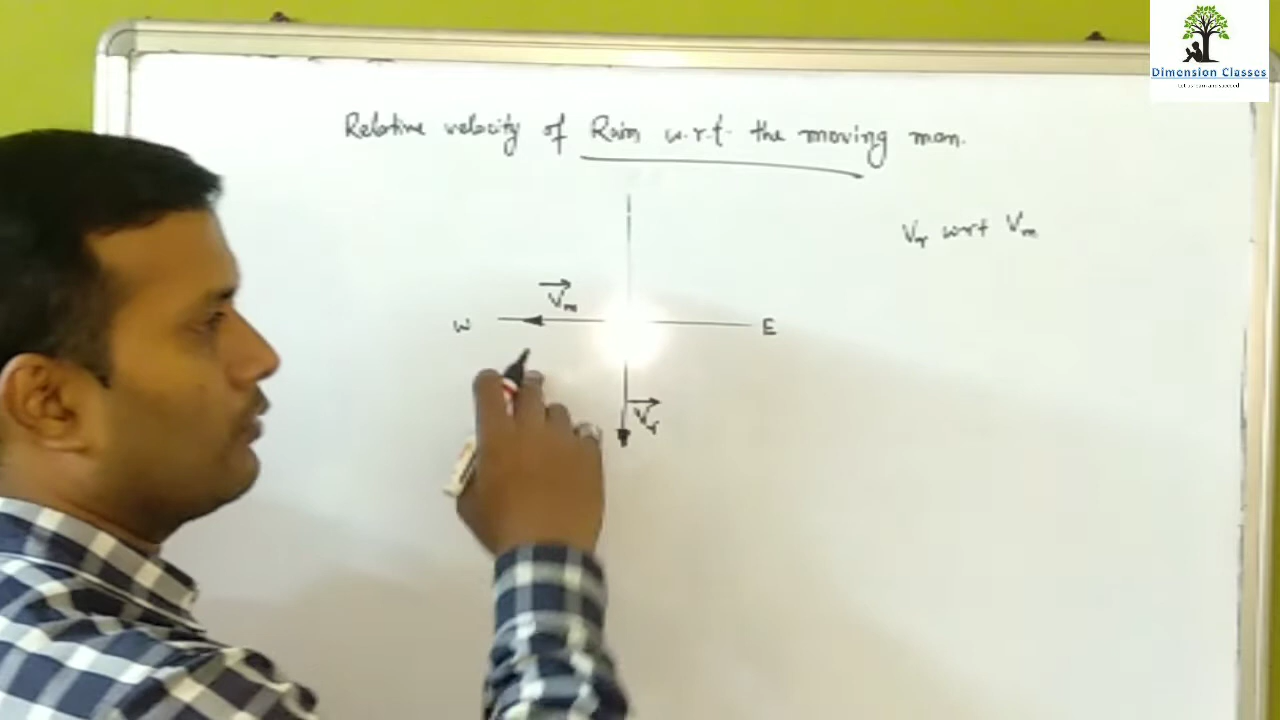 Dimension Classes
Relative velocity of Rain w.r.t. the moving man.
Vr wrt Vm
Vm
W
E
Vr